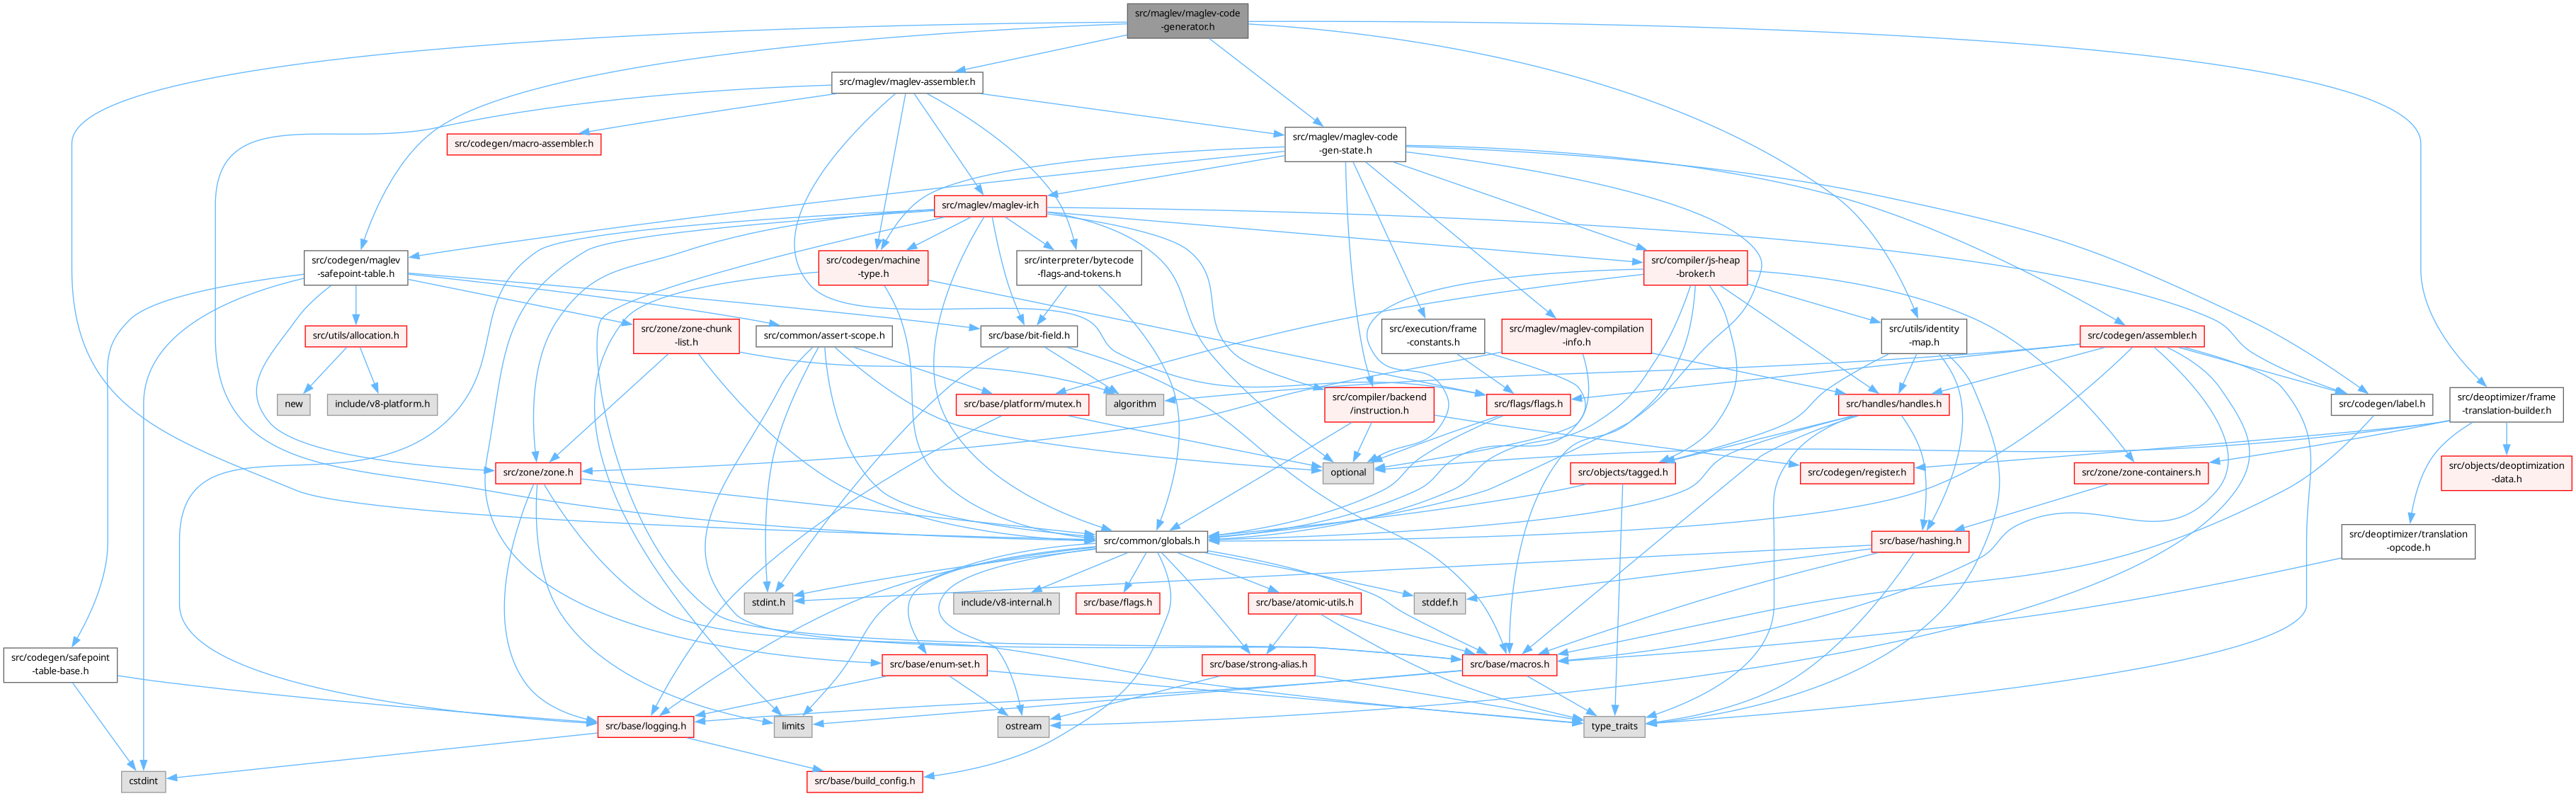 src/maglev/maglev-code
-generator.h
src/maglev/maglev-assembler.h
src/codegen/macro-assembler.h
src/maglev/maglev-code
-gen-state.h
src/maglev/maglev-ir.h
src/codegen/maglev
-safepoint-table.h
src/codegen/machine
-type.h
src/interpreter/bytecode
-flags-and-tokens.h
src/compiler/js-heap
-broker.h
src/utils/allocation.h
src/zone/zone-chunk
-list.h
src/common/assert-scope.h
src/base/bit-field.h
src/execution/frame
-constants.h
src/maglev/maglev-compilation
-info.h
src/utils/identity
-map.h
src/codegen/assembler.h
new
include/v8-platform.h
src/base/platform/mutex.h
algorithm
src/compiler/backend
/instruction.h
src/flags/flags.h
src/handles/handles.h
src/codegen/label.h
src/deoptimizer/frame
-translation-builder.h
src/zone/zone.h
optional
src/objects/tagged.h
src/codegen/register.h
src/zone/zone-containers.h
src/objects/deoptimization
-data.h
src/common/globals.h
src/base/hashing.h
src/deoptimizer/translation
-opcode.h
stdint.h
include/v8-internal.h
src/base/flags.h
src/base/atomic-utils.h
stddef.h
src/codegen/safepoint
-table-base.h
src/base/enum-set.h
src/base/strong-alias.h
src/base/macros.h
src/base/logging.h
limits
ostream
type_traits
cstdint
src/base/build_config.h